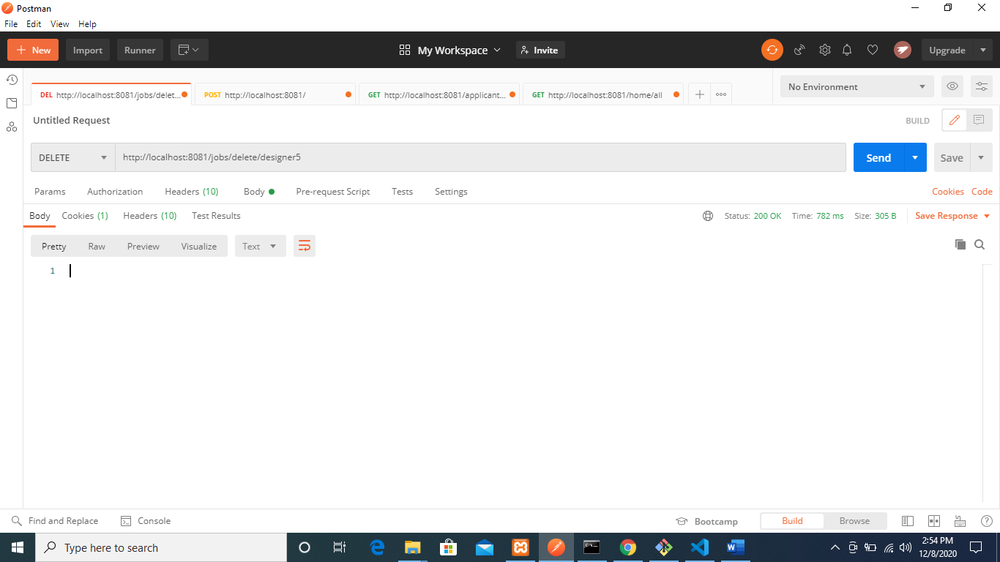 Postman
File Edit View Help
New Import Runner My Workspace Invite Upgrade
DEL http://localhost:8081/jobs/delet... POST http://localhost:8081/ GET http://localhost:8081/applicant... GET http://localhost:8081/home/all No Environment
Untitled Request BUILD
DELETE http://localhost:8081/jobs/delete/designer5 Send Save
Params Authorization Headers (10) Body Pre-request Script Tests Settings Cookies Code
Body Cookies (1) Headers (10) Test Results Status: 200 OK Time: 782 ms Size: 305 B Save Response
Pretty Raw Preview Visualize Text
1
Find and Replace Console Bootcamp Build Browse
Type here to search 2:54 PM
12/8/2020